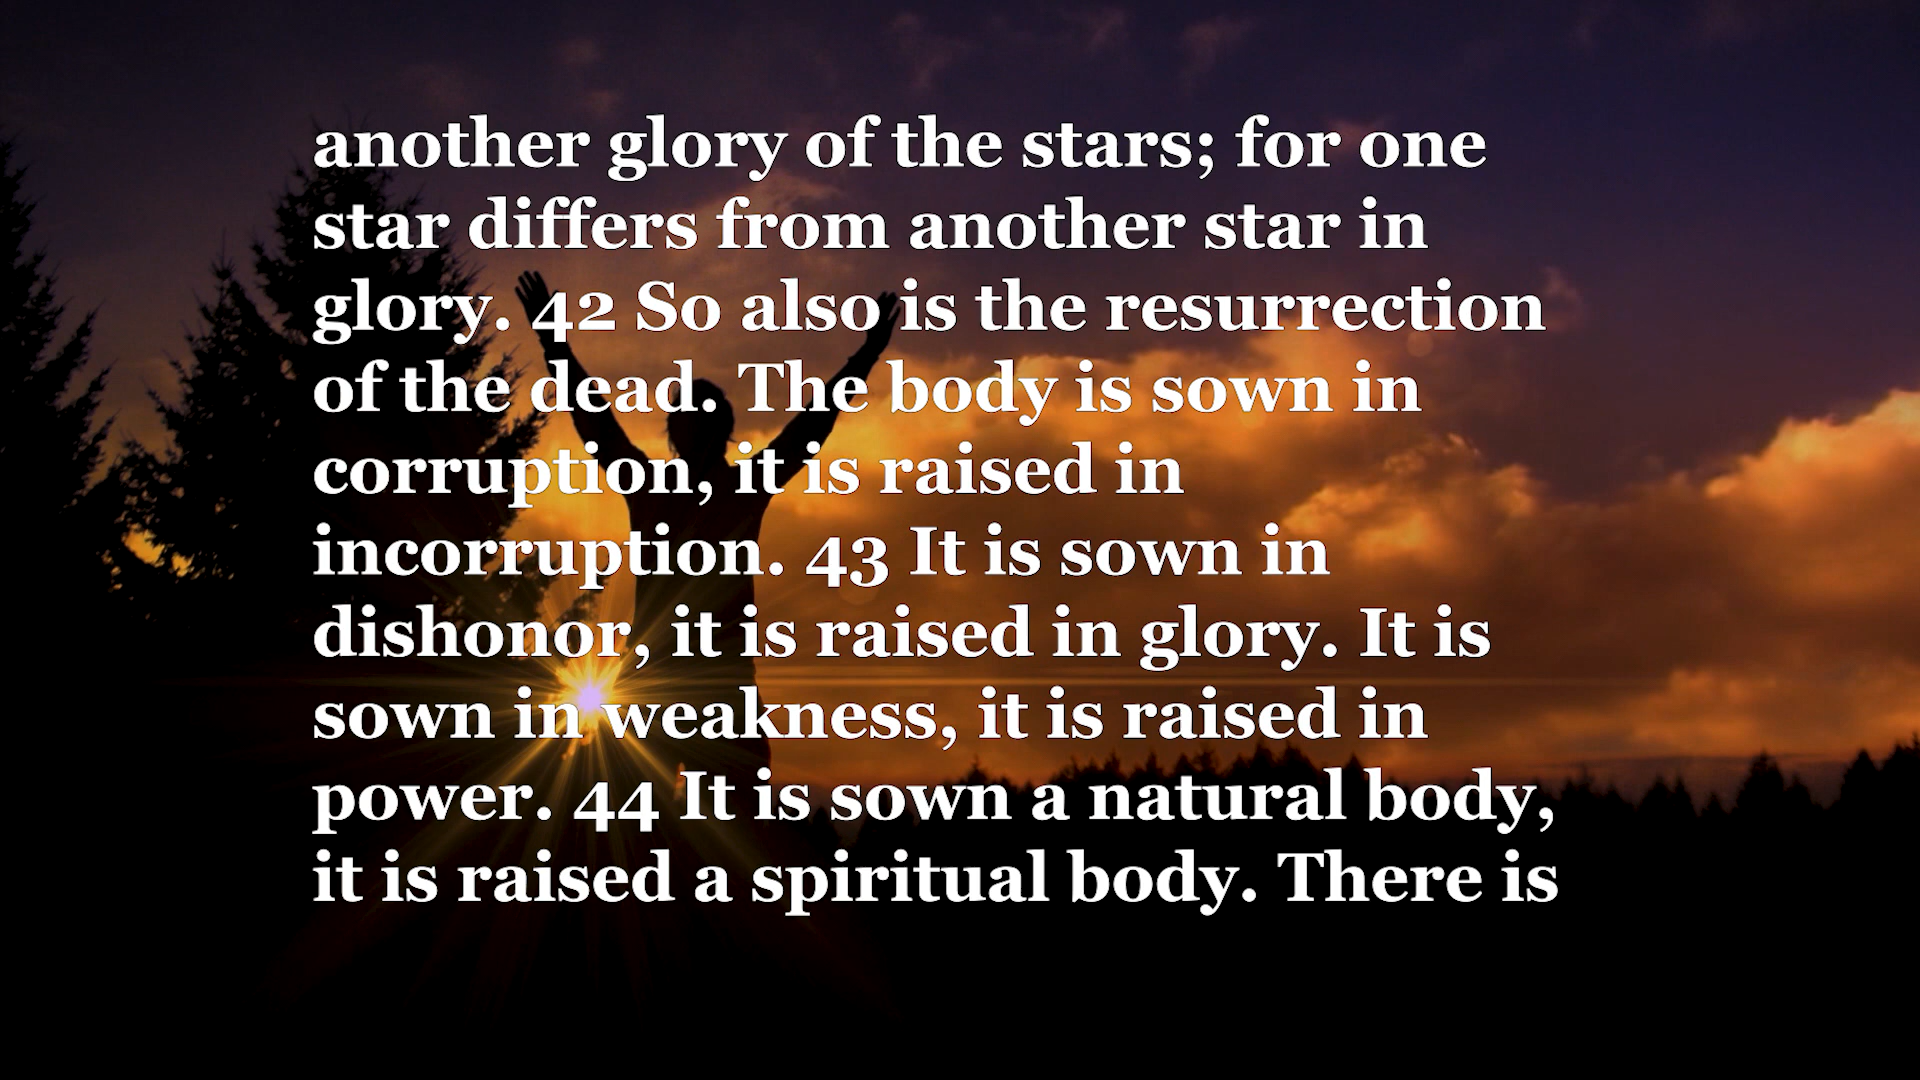 another glory of the stars; for one
star differs from another star in
glory. 42 So also is the resurrection
of the dead. The body is sown in
corruption, it is raised in
incorruption. 43 It is sown in
dishonor, it is raised in glory. It is
sown in weakness, it is raised in
power. 44 It is sown a natural body,
it is raised a spiritual body. There is